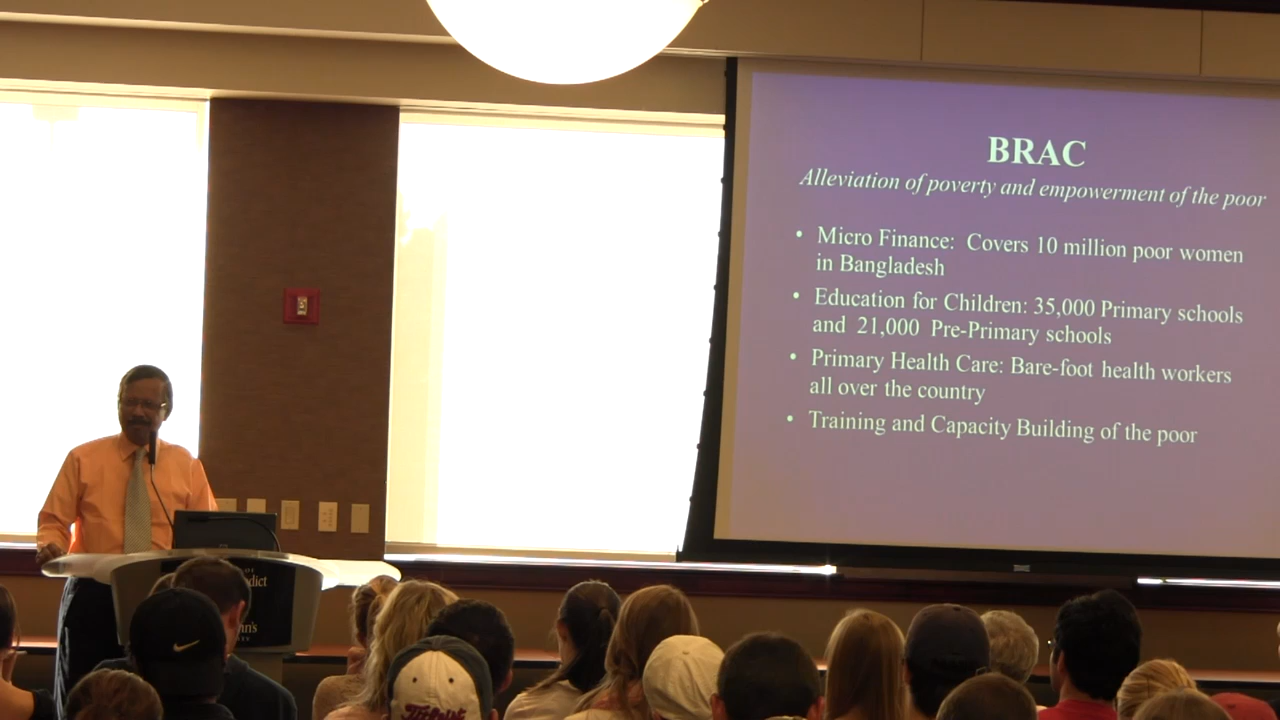 BRAC
Alleviation of poverty and empowerment of the poor
• Micro Finance: Covers 10 million poor women
in Bangladesh
• Education for Children: 35,000 Primary schools
and 21,000 Pre-Primary schools
• Primary Health Care: Bare-foot health workers
all over the country
• Training and Capacity Building of the poor